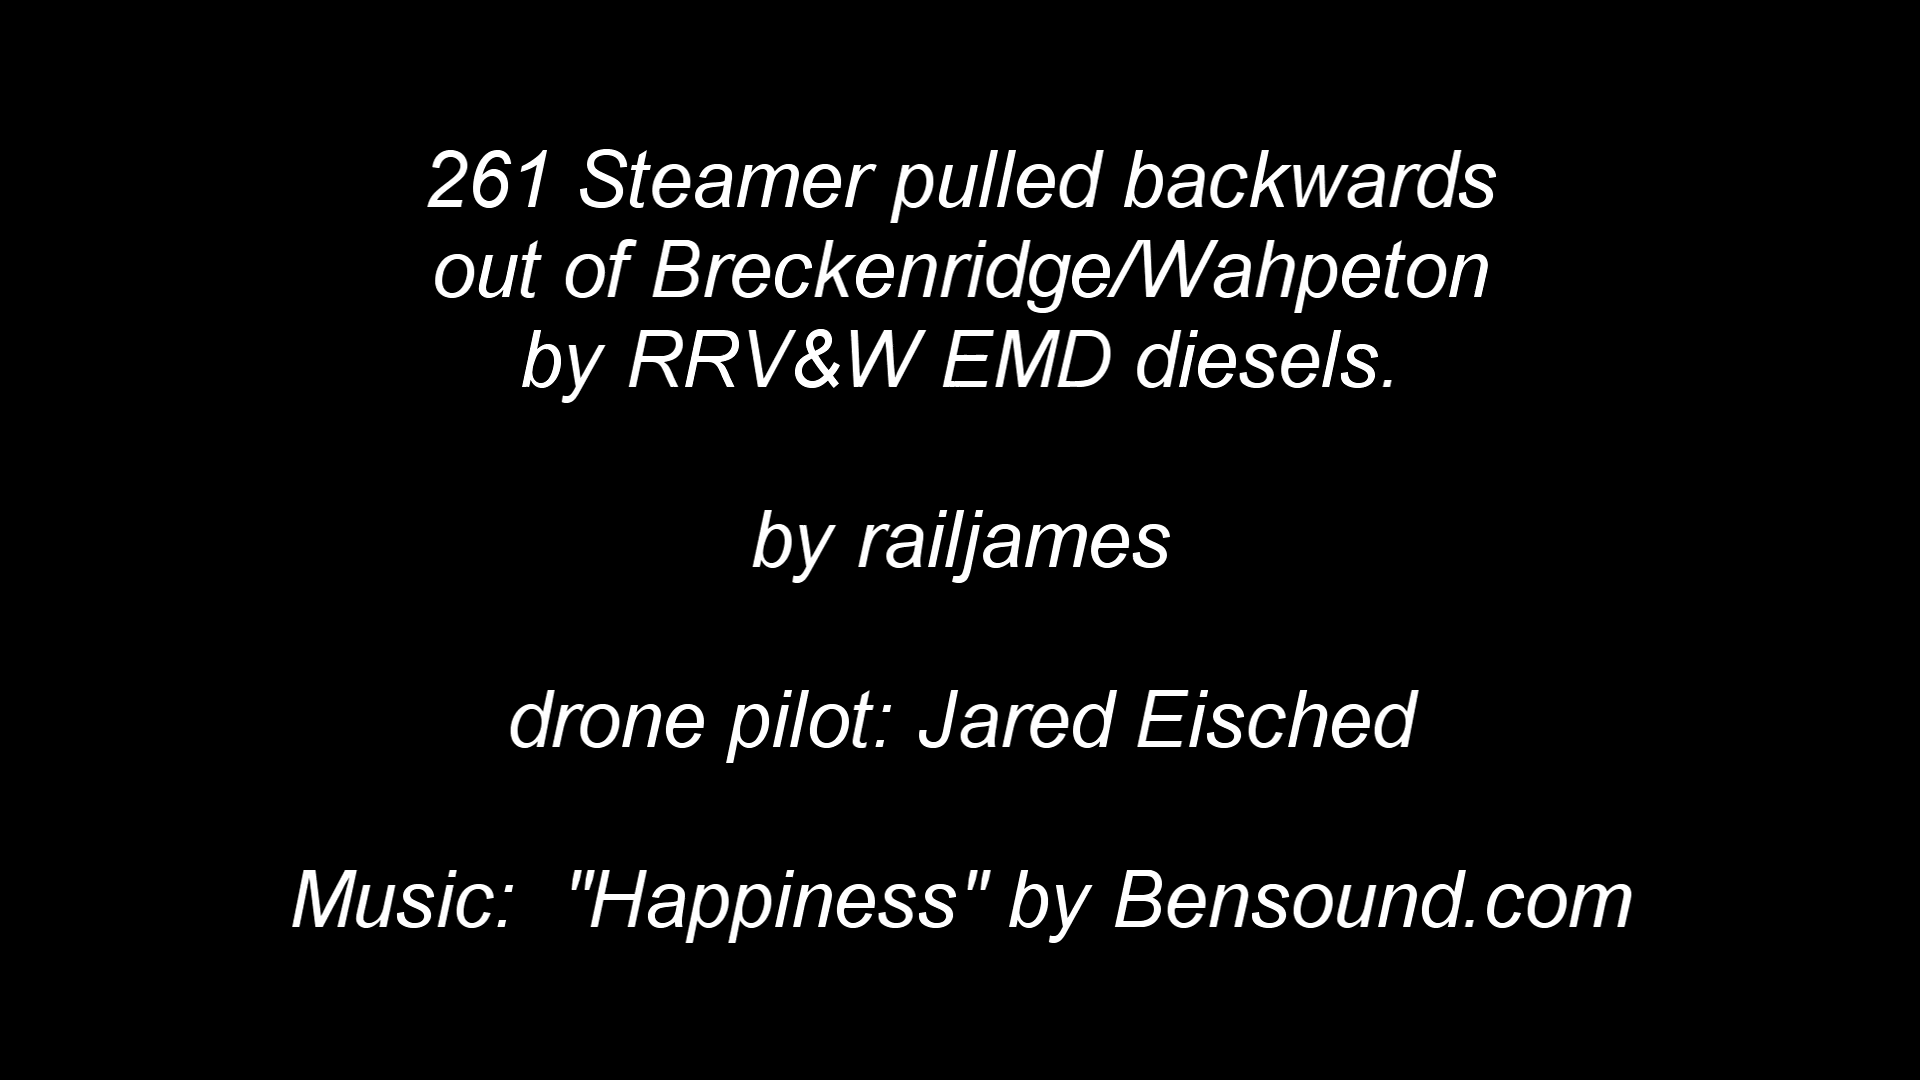 261 Steamer pulled backwards
out of Breckenridge/Wahpeton
by RRV&W EMD diesels.
by railjames
drone pilot: Jared Eisched
Music:  "Happiness" by Bensound.com